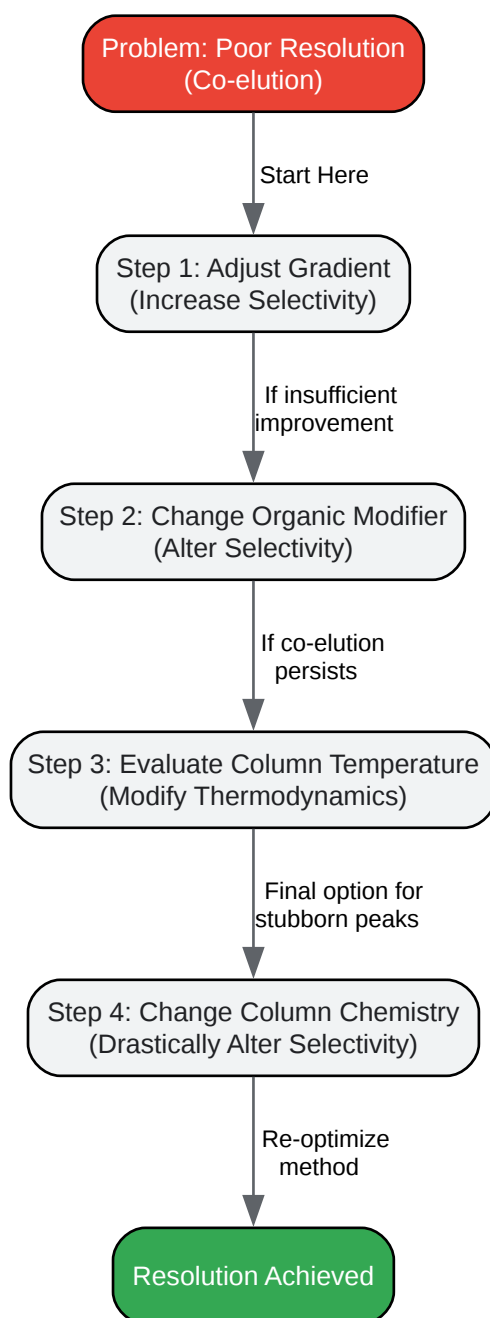 Problem: Poor Resolution
(Co-elution)
Start Here
Step 1: Adjust Gradient
(Increase Selectivity)
If insufficient
improvement
Step 2: Change Organic Modifier
(Alter Selectivity)
If co-elution
persists
Step 3: Evaluate Column Temperature
(Modify Thermodynamics)
Final option for
stubborn peaks
Step 4: Change Column Chemistry
(Drastically Alter Selectivity)
Re-optimize
method
Resolution Achieved